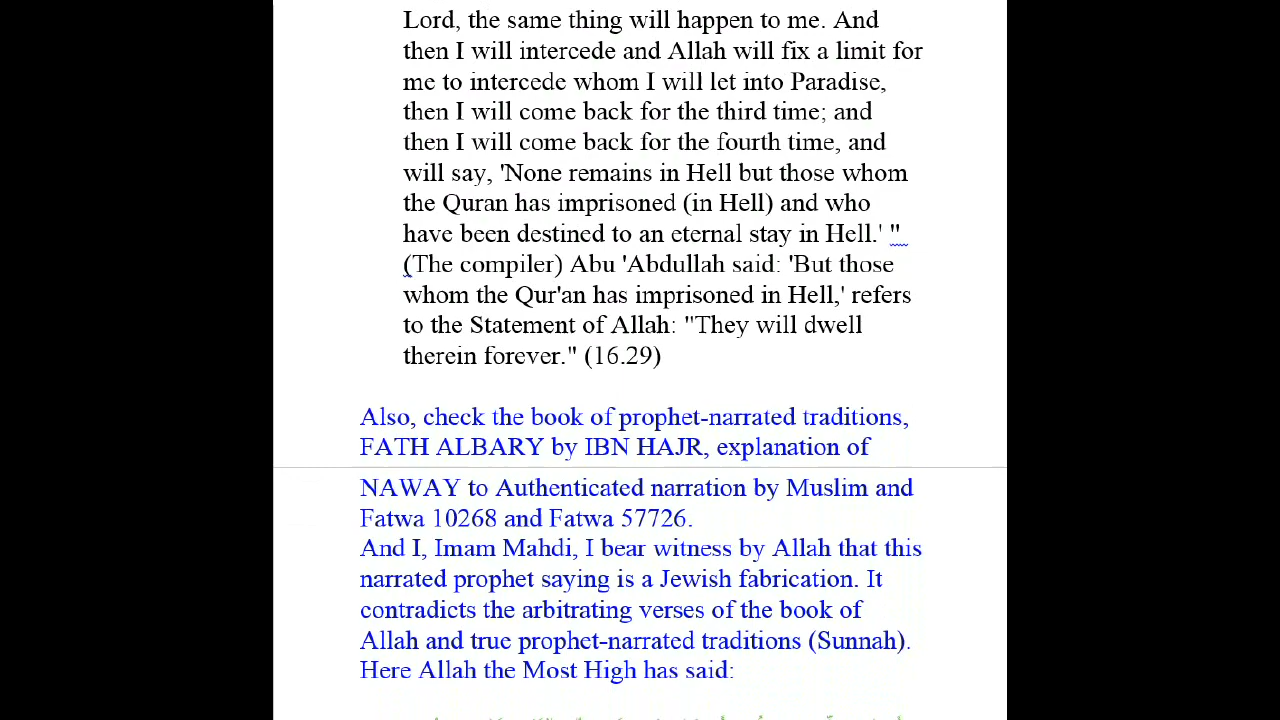 Lord, the same thing will happen to me. And
then I will intercede and Allah will fix a limit for
me to intercede whom I will let into Paradise,
then I will come back for the third time; and
then I will come back for the fourth time, and
will say, 'None remains in Hell but those whom
the Quran has imprisoned (in Hell) and who
have been destined to an eternal stay in Hell.' "
(The compiler) Abu 'Abdullah said: 'But those
whom the Qur'an has imprisoned in Hell,' refers
to the Statement of Allah: "They will dwell
therein forever." (16.29)
Also, check the book of prophet-narrated traditions,
FATH ALBARY by IBN HAJR, explanation of
NAWAY to Authenticated narration by Muslim and
Fatwa 10268 and Fatwa 57726.
And I, Imam Mahdi, I bear witness by Allah that this
narrated prophet saying is a Jewish fabrication. It
contradicts the arbitrating verses of the book of
Allah and true prophet-narrated traditions (Sunnah).
Here Allah the Most High has said: